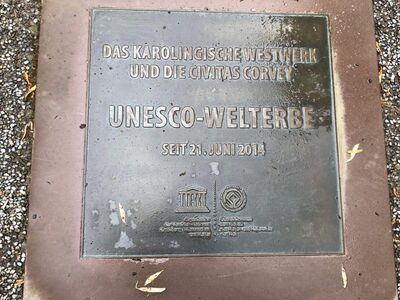 DAS KAROLINGISCHE WESTWERK
UND DIE CIVITAS CORVEY
UNESCO-WELTERBE
SEIT 21. JUNI 2014